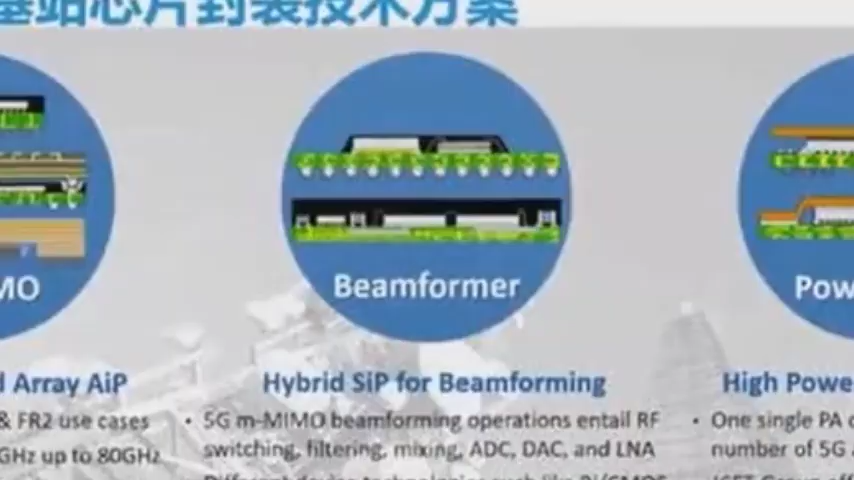 基站芯片封装技术方案
MO
Beamformer
Pow
d Array AiP
Hybrid SiP for Beamforming
High Powe
& FR2 use cases
• 5G m-MIMO beamforming operations entail RF
• One single PA
GHz up to 80GHz
switching, filtering, mixing, ADC, DAC, and LNA
number of 5G